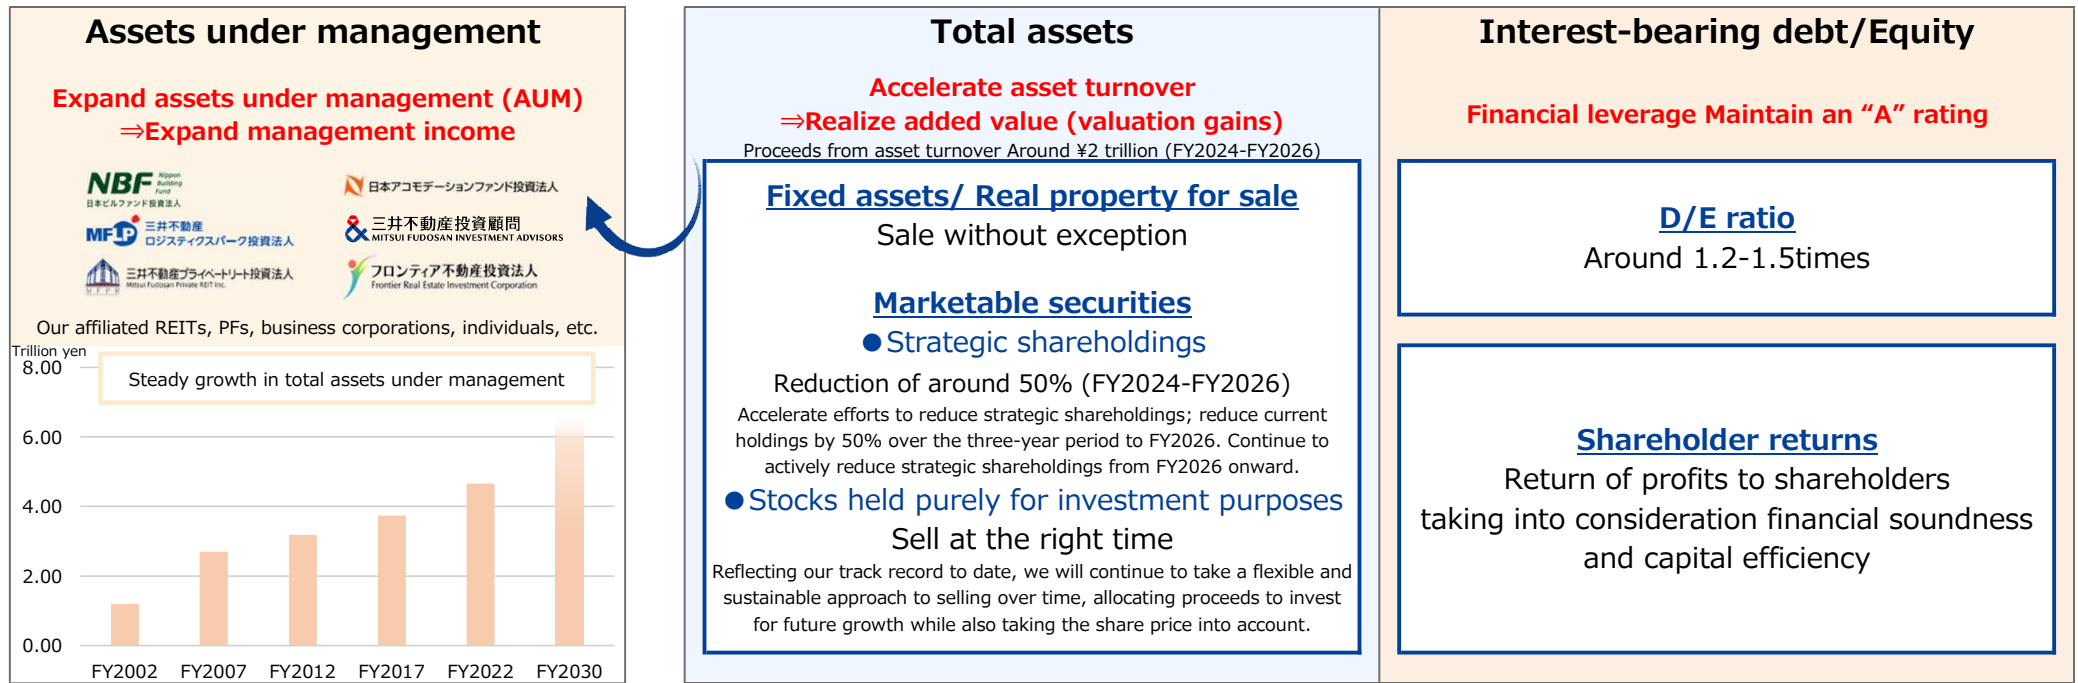 Assets under management
Expand assets under management (AUM)
⇒Expand management income
NBF Nippon Building Fund
日本ビルファンド投資法人
日本アコモデーションファンド投資法人
MFLP 三井不動産
ロジスティクスパーク投資法人
三井不動産投資顧問
MITSUI FUDOSAN INVESTMENT ADVISORS
三井不動産プライベートリート投資法人
Mitsui Fudosan Private REIT Inc.
MFPR
フロンティア不動産投資法人
Frontier Real Estate Investment Corporation
Our affiliated REITs, PFs, business corporations, individuals, etc.
Trillion yen
Steady growth in total assets under management
8.00
6.00
4.00
2.00
0.00
FY2002 FY2007 FY2012 FY2017 FY2022 FY2030
Total assets
Accelerate asset turnover
⇒Realize added value (valuation gains)
Proceeds from asset turnover Around ¥2 trillion (FY2024-FY2026)
Fixed assets/ Real property for sale
Sale without exception
Marketable securities
●Strategic shareholdings
Reduction of around 50% (FY2024-FY2026)
Accelerate efforts to reduce strategic shareholdings; reduce current
holdings by 50% over the three-year period to FY2026. Continue to
actively reduce strategic shareholdings from FY2026 onward.
●Stocks held purely for investment purposes
Sell at the right time
Reflecting our track record to date, we will continue to take a flexible and
sustainable approach to selling over time, allocating proceeds to invest
for future growth while also taking the share price into account.
Interest-bearing debt/Equity
Financial leverage Maintain an “A” rating
D/E ratio
Around 1.2-1.5times
Shareholder returns
Return of profits to shareholders
taking into consideration financial soundness
and capital efficiency